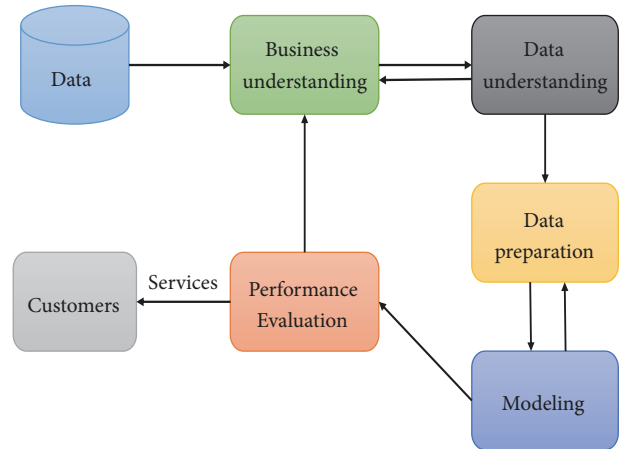 Data
Business
understanding
Data
understanding
Data
preparation
Services
Customers
Performance
Evaluation
Modeling